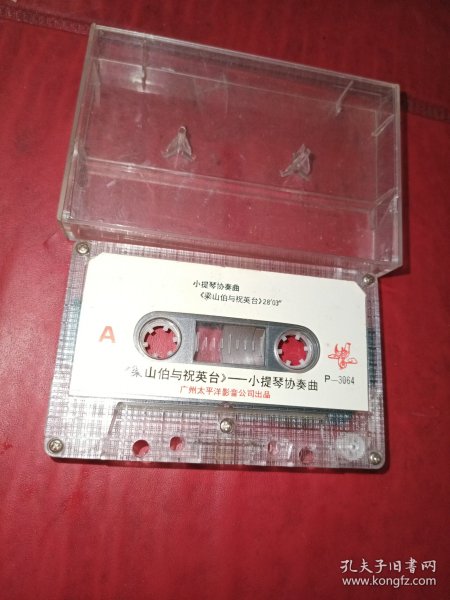 小提琴协奏曲
《梁山伯与祝英台》28'03"
A
《梁山伯与祝英台》——小提琴协奏曲
P—3064
广州太平洋影音公司出品
孔夫子旧书网
www.kongfz.com